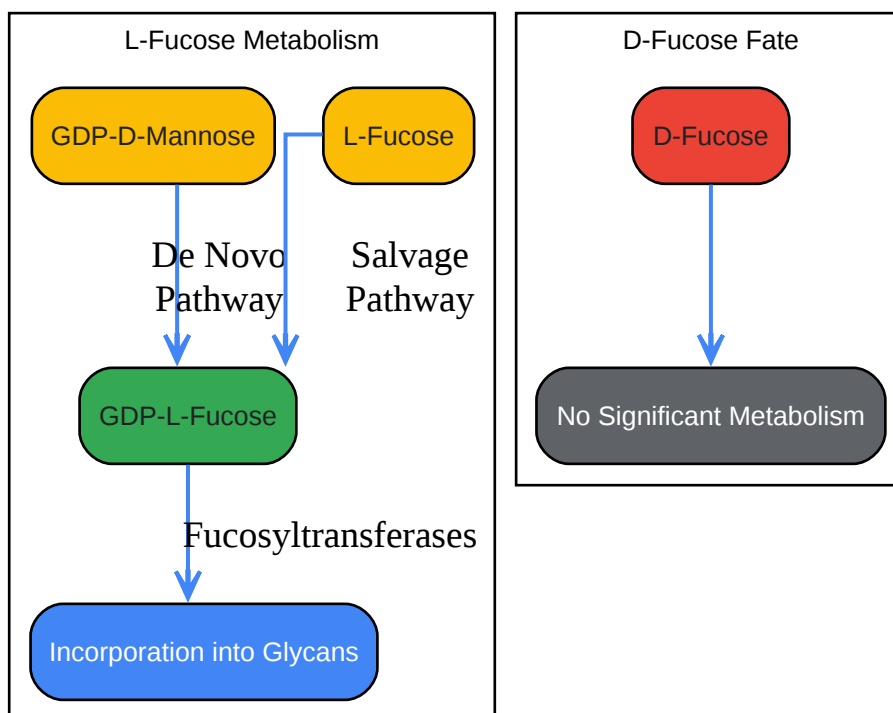 L-Fucose Metabolism
GDP-D-Mannose
L-Fucose
De Novo
Pathway
Salvage
Pathway
GDP-L-Fucose
Fucosyltransferases
Incorporation into Glycans
D-Fucose Fate
D-Fucose
No Significant Metabolism